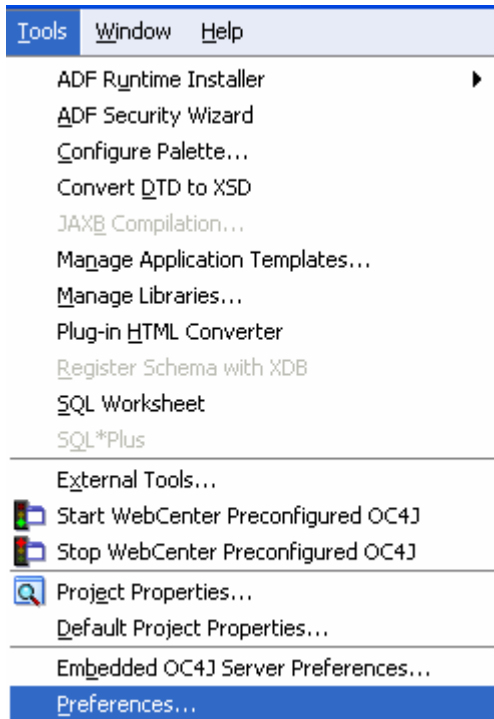 Tools Window Help
ADF Runtime Installer
ADF Security Wizard
Configure Palette...
Convert DTD to XSD
JAXB Compilation...
Manage Application Templates...
Manage Libraries...
Plug-in HTML Converter
Register Schema with XDB
SQL Worksheet
SQL*Plus
External Tools...
Start WebCenter Preconfigured OC4J
Stop WebCenter Preconfigured OC4J
Project Properties...
Default Project Properties...
Embedded OC4J Server Preferences...
Preferences...